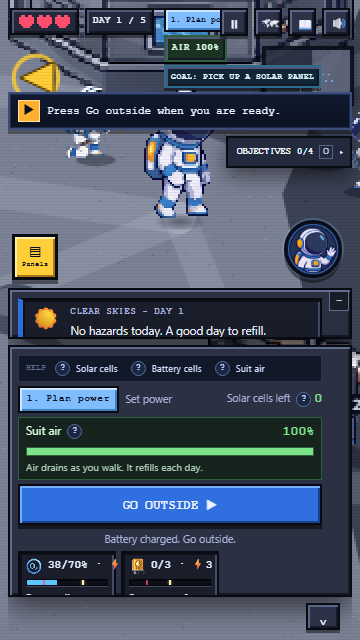 DAY 1 / 5
1. Plan po
AIR 100%
GOAL: PICK UP A SOLAR PANEL
Press Go outside when you are ready.
OBJECTIVES 0/4 O ▸
Panels
CLEAR SKIES - DAY 1
No hazards today. A good day to refill.
HELP ? Solar cells ? Battery cells ? Suit air
1. Plan power Set power Solar cells left ? 0
Suit air ? 100%
Air drains as you walk. It refills each day.
GO OUTSIDE ▶
Battery charged. Go outside.
38/70% · 0/3 · 3
v